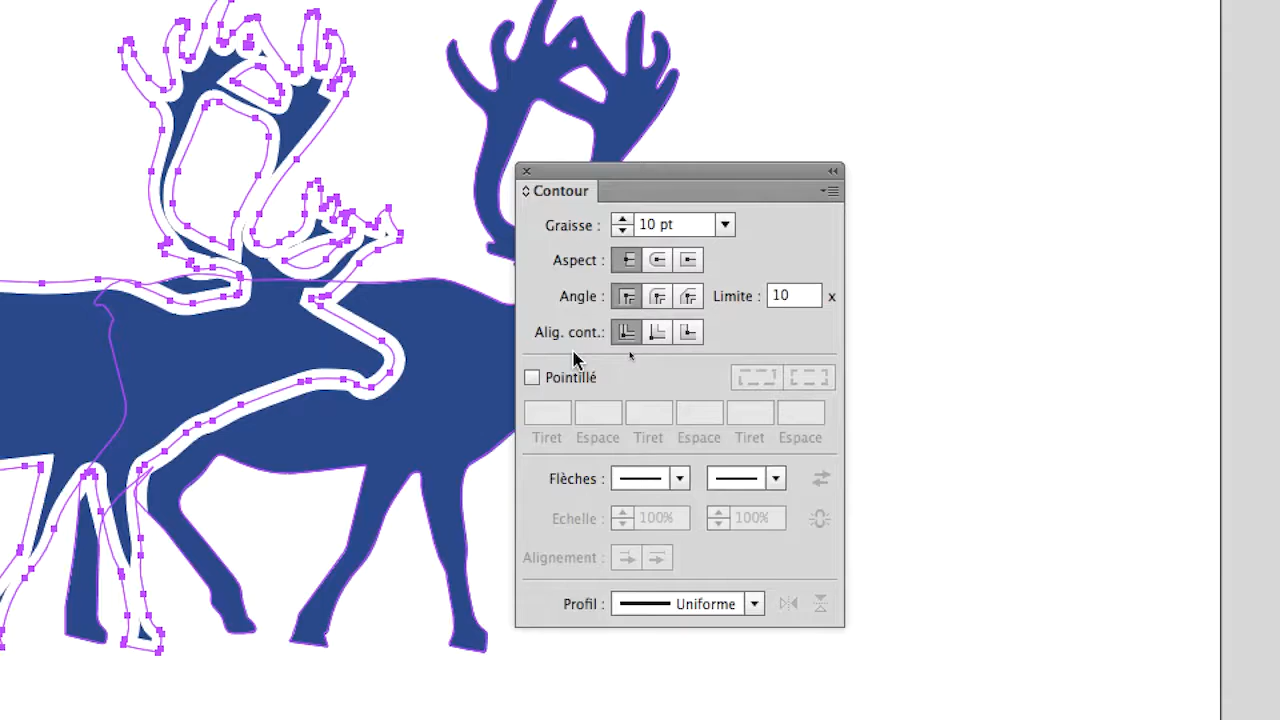 Contour
Graisse : 10 pt
Aspect :
Angle : Limite : 10 x
Alig. cont.:
Pointillé
Tiret Espace Tiret Espace Tiret Espace
Flèches :
Echelle : 100% 100%
Alignement :
Profil : Uniforme